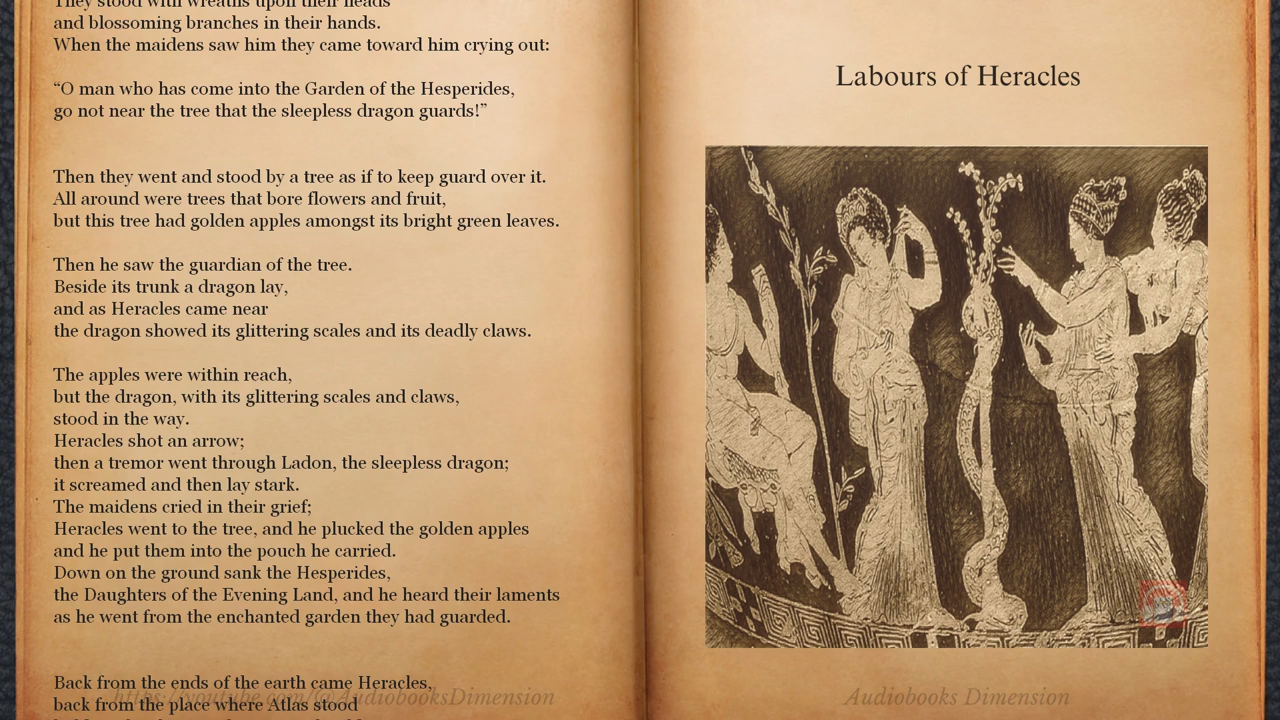 They stood with wreaths upon their heads
and blossoming branches in their hands.
When the maidens saw him they came toward him crying out:
“O man who has come into the Garden of the Hesperides,
go not near the tree that the sleepless dragon guards!”
Then they went and stood by a tree as if to keep guard over it.
All around were trees that bore flowers and fruit,
but this tree had golden apples amongst its bright green leaves.
Then he saw the guardian of the tree.
Beside its trunk a dragon lay,
and as Heracles came near
the dragon showed its glittering scales and its deadly claws.
The apples were within reach,
but the dragon, with its glittering scales and claws,
stood in the way.
Heracles shot an arrow;
then a tremor went through Ladon, the sleepless dragon;
it screamed and then lay stark.
The maidens cried in their grief;
Heracles went to the tree, and he plucked the golden apples
and he put them into the pouch he carried.
Down on the ground sank the Hesperides,
the Daughters of the Evening Land, and he heard their laments
as he went from the enchanted garden they had guarded.
Back from the ends of the earth came Heracles,
back from the place where Atlas stood
https://youtube.com/@AudiobooksDimension
Labours of Heracles
Audiobooks Dimension